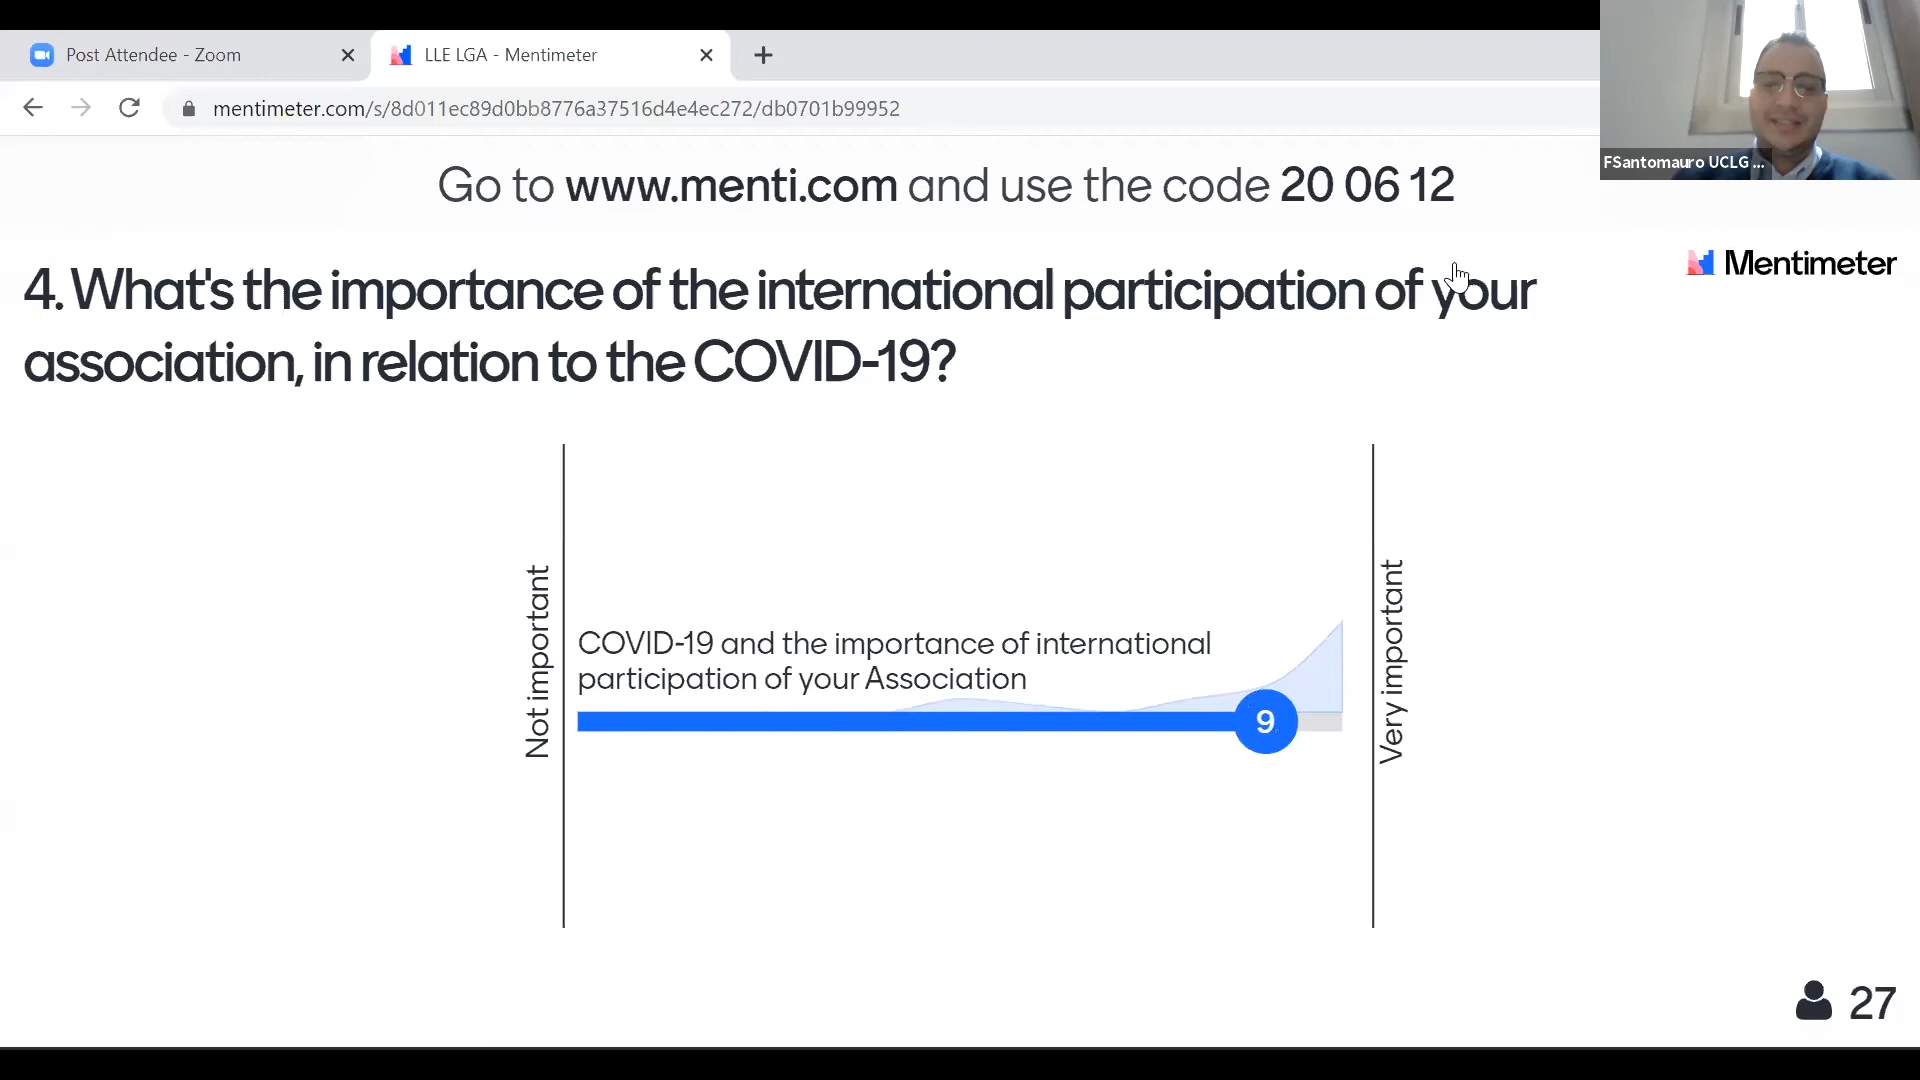 Post Attendee - Zoom
LLE LGA - Mentimeter
mentimeter.com/s/8d011ec89d0bb8776a37516d4e4ec272/db0701b99952
FSantomauro UCLG ...
Go to www.menti.com and use the code 20 06 12
Mentimeter
4. What's the importance of the international participation of your
association, in relation to the COVID-19?
Not important
COVID-19 and the importance of international
participation of your Association
9
Very important
27